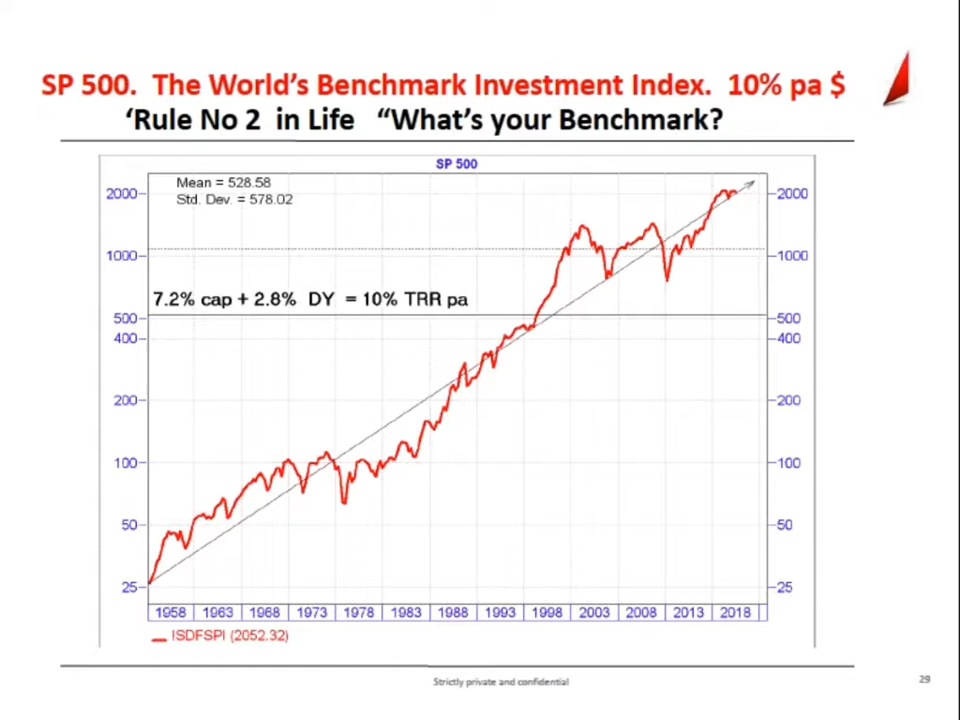 SP 500.  The World's Benchmark Investment Index.  10% pa $
‘Rule No 2  in Life   “What's your Benchmark?
SP 500
Mean = 528.58
Std. Dev. = 578.02
2000 2000
1000 1000
7.2% cap + 2.8%  DY  = 10% TRR pa
500 500
400 400
200 200
100 100
50 50
25 25
1958 1963 1968 1973 1978 1983 1988 1993 1998 2003 2008 2013 2018
ISDFSPI (2052.32)
Strictly private and confidential
29